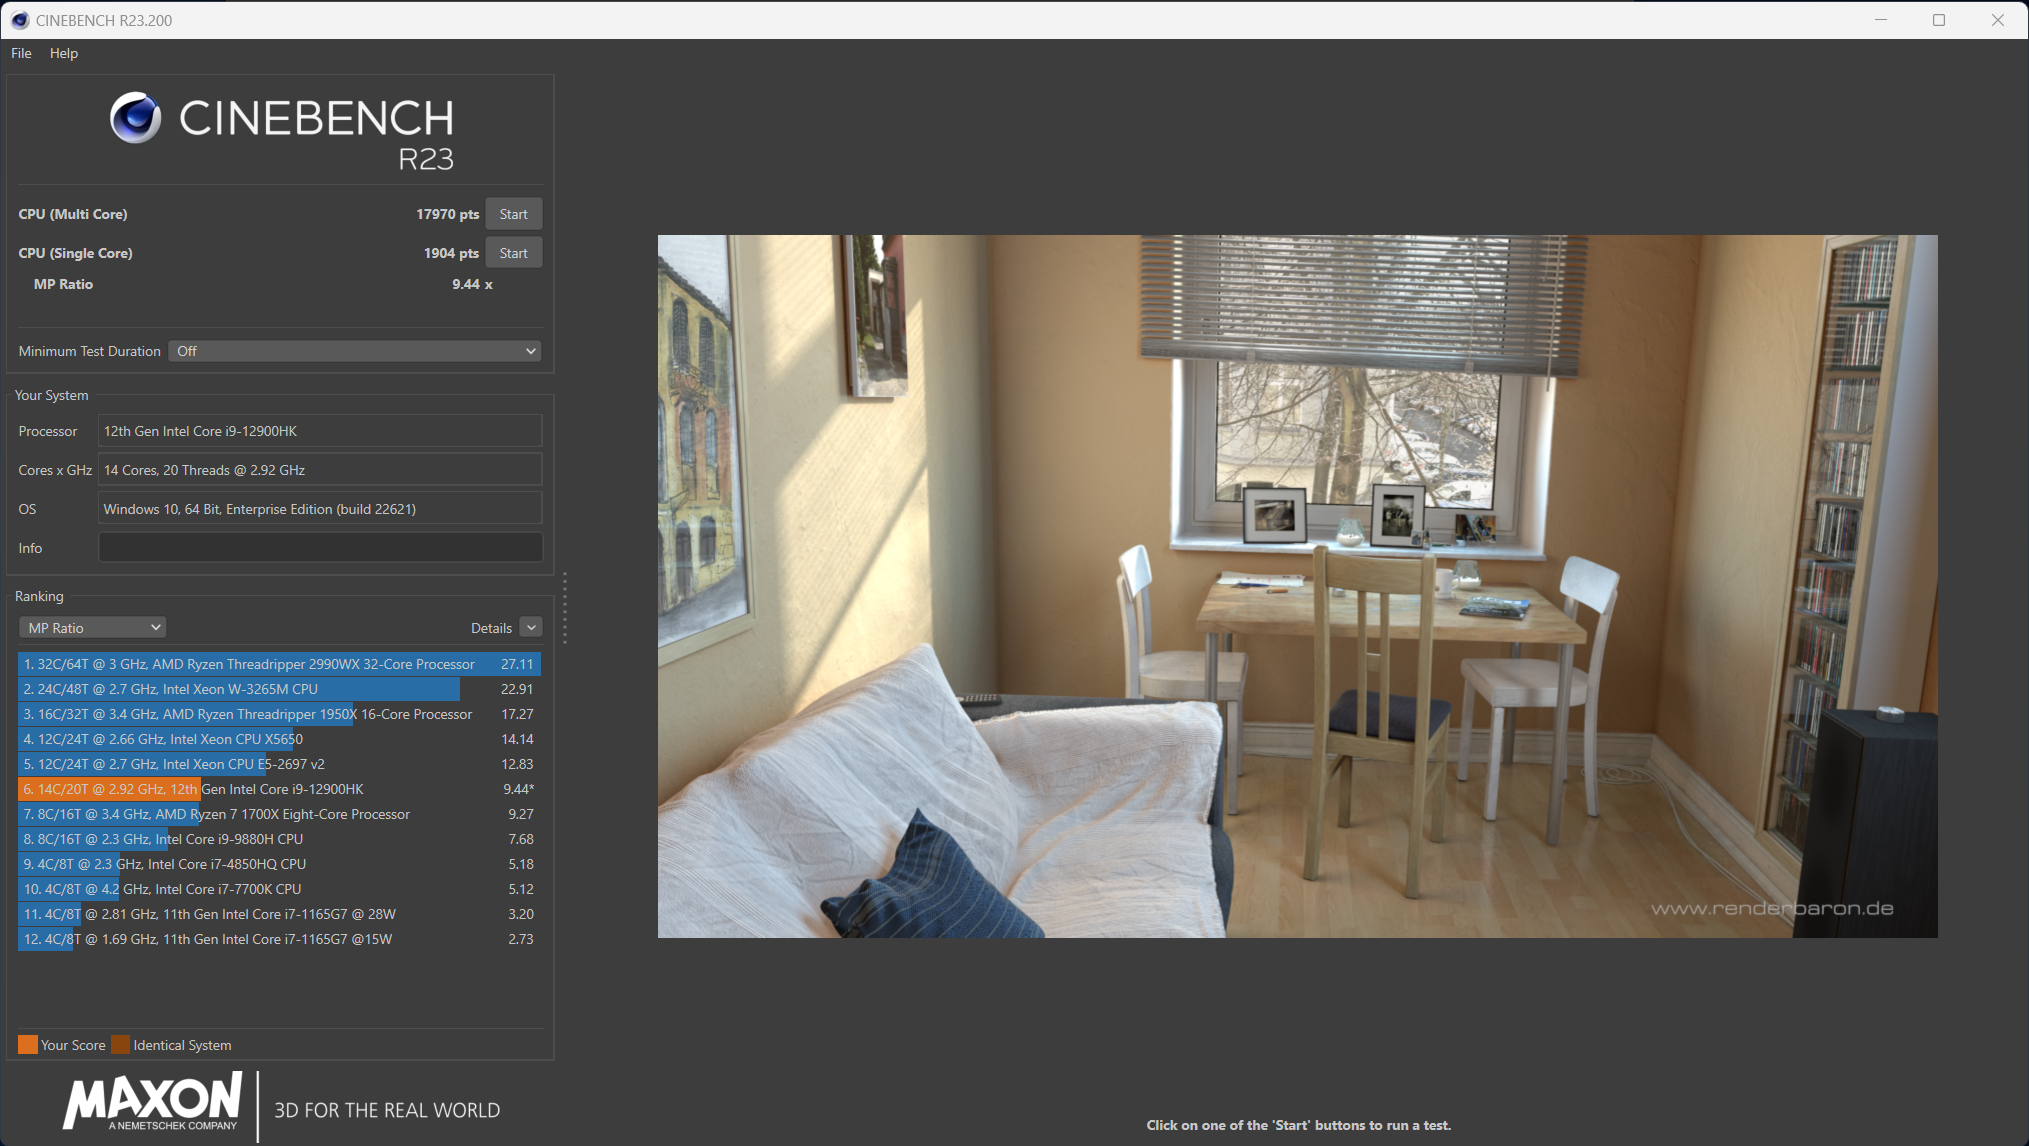 CINEBENCH R23.200
File Help
CINEBENCH
R23
CPU (Multi Core) 17970 pts Start
CPU (Single Core) 1904 pts Start
MP Ratio 9.44 x
Minimum Test Duration Off
Your System
Processor 12th Gen Intel Core i9-12900HK
Cores x GHz 14 Cores, 20 Threads @ 2.92 GHz
OS Windows 10, 64 Bit, Enterprise Edition (build 22621)
Info
Ranking
MP Ratio Details
1. 32C/64T @ 3 GHz, AMD Ryzen Threadripper 2990WX 32-Core Processor 27.11
2. 24C/48T @ 2.7 GHz, Intel Xeon W-3265M CPU 22.91
3. 16C/32T @ 3.4 GHz, AMD Ryzen Threadripper 1950X 16-Core Processor 17.27
4. 12C/24T @ 2.66 GHz, Intel Xeon CPU X5650 14.14
5. 12C/24T @ 2.7 GHz, Intel Xeon CPU E5-2697 v2 12.83
6. 14C/20T @ 2.92 GHz, 12th Gen Intel Core i9-12900HK 9.44*
7. 8C/16T @ 3.4 GHz, AMD Ryzen 7 1700X Eight-Core Processor 9.27
8. 8C/16T @ 2.3 GHz, Intel Core i9-9880H CPU 7.68
9. 4C/8T @ 2.3 GHz, Intel Core i7-4850HQ CPU 5.18
10. 4C/8T @ 4.2 GHz, Intel Core i7-7700K CPU 5.12
11. 4C/8T @ 2.81 GHz, 11th Gen Intel Core i7-1165G7 @ 28W 3.20
12. 4C/8T @ 1.69 GHz, 11th Gen Intel Core i7-1165G7 @15W 2.73
Your Score Identical System
MAXON
A NEMETSCHEK COMPANY
3D FOR THE REAL WORLD
www.renderbaron.de
Click on one of the 'Start' buttons to run a test.